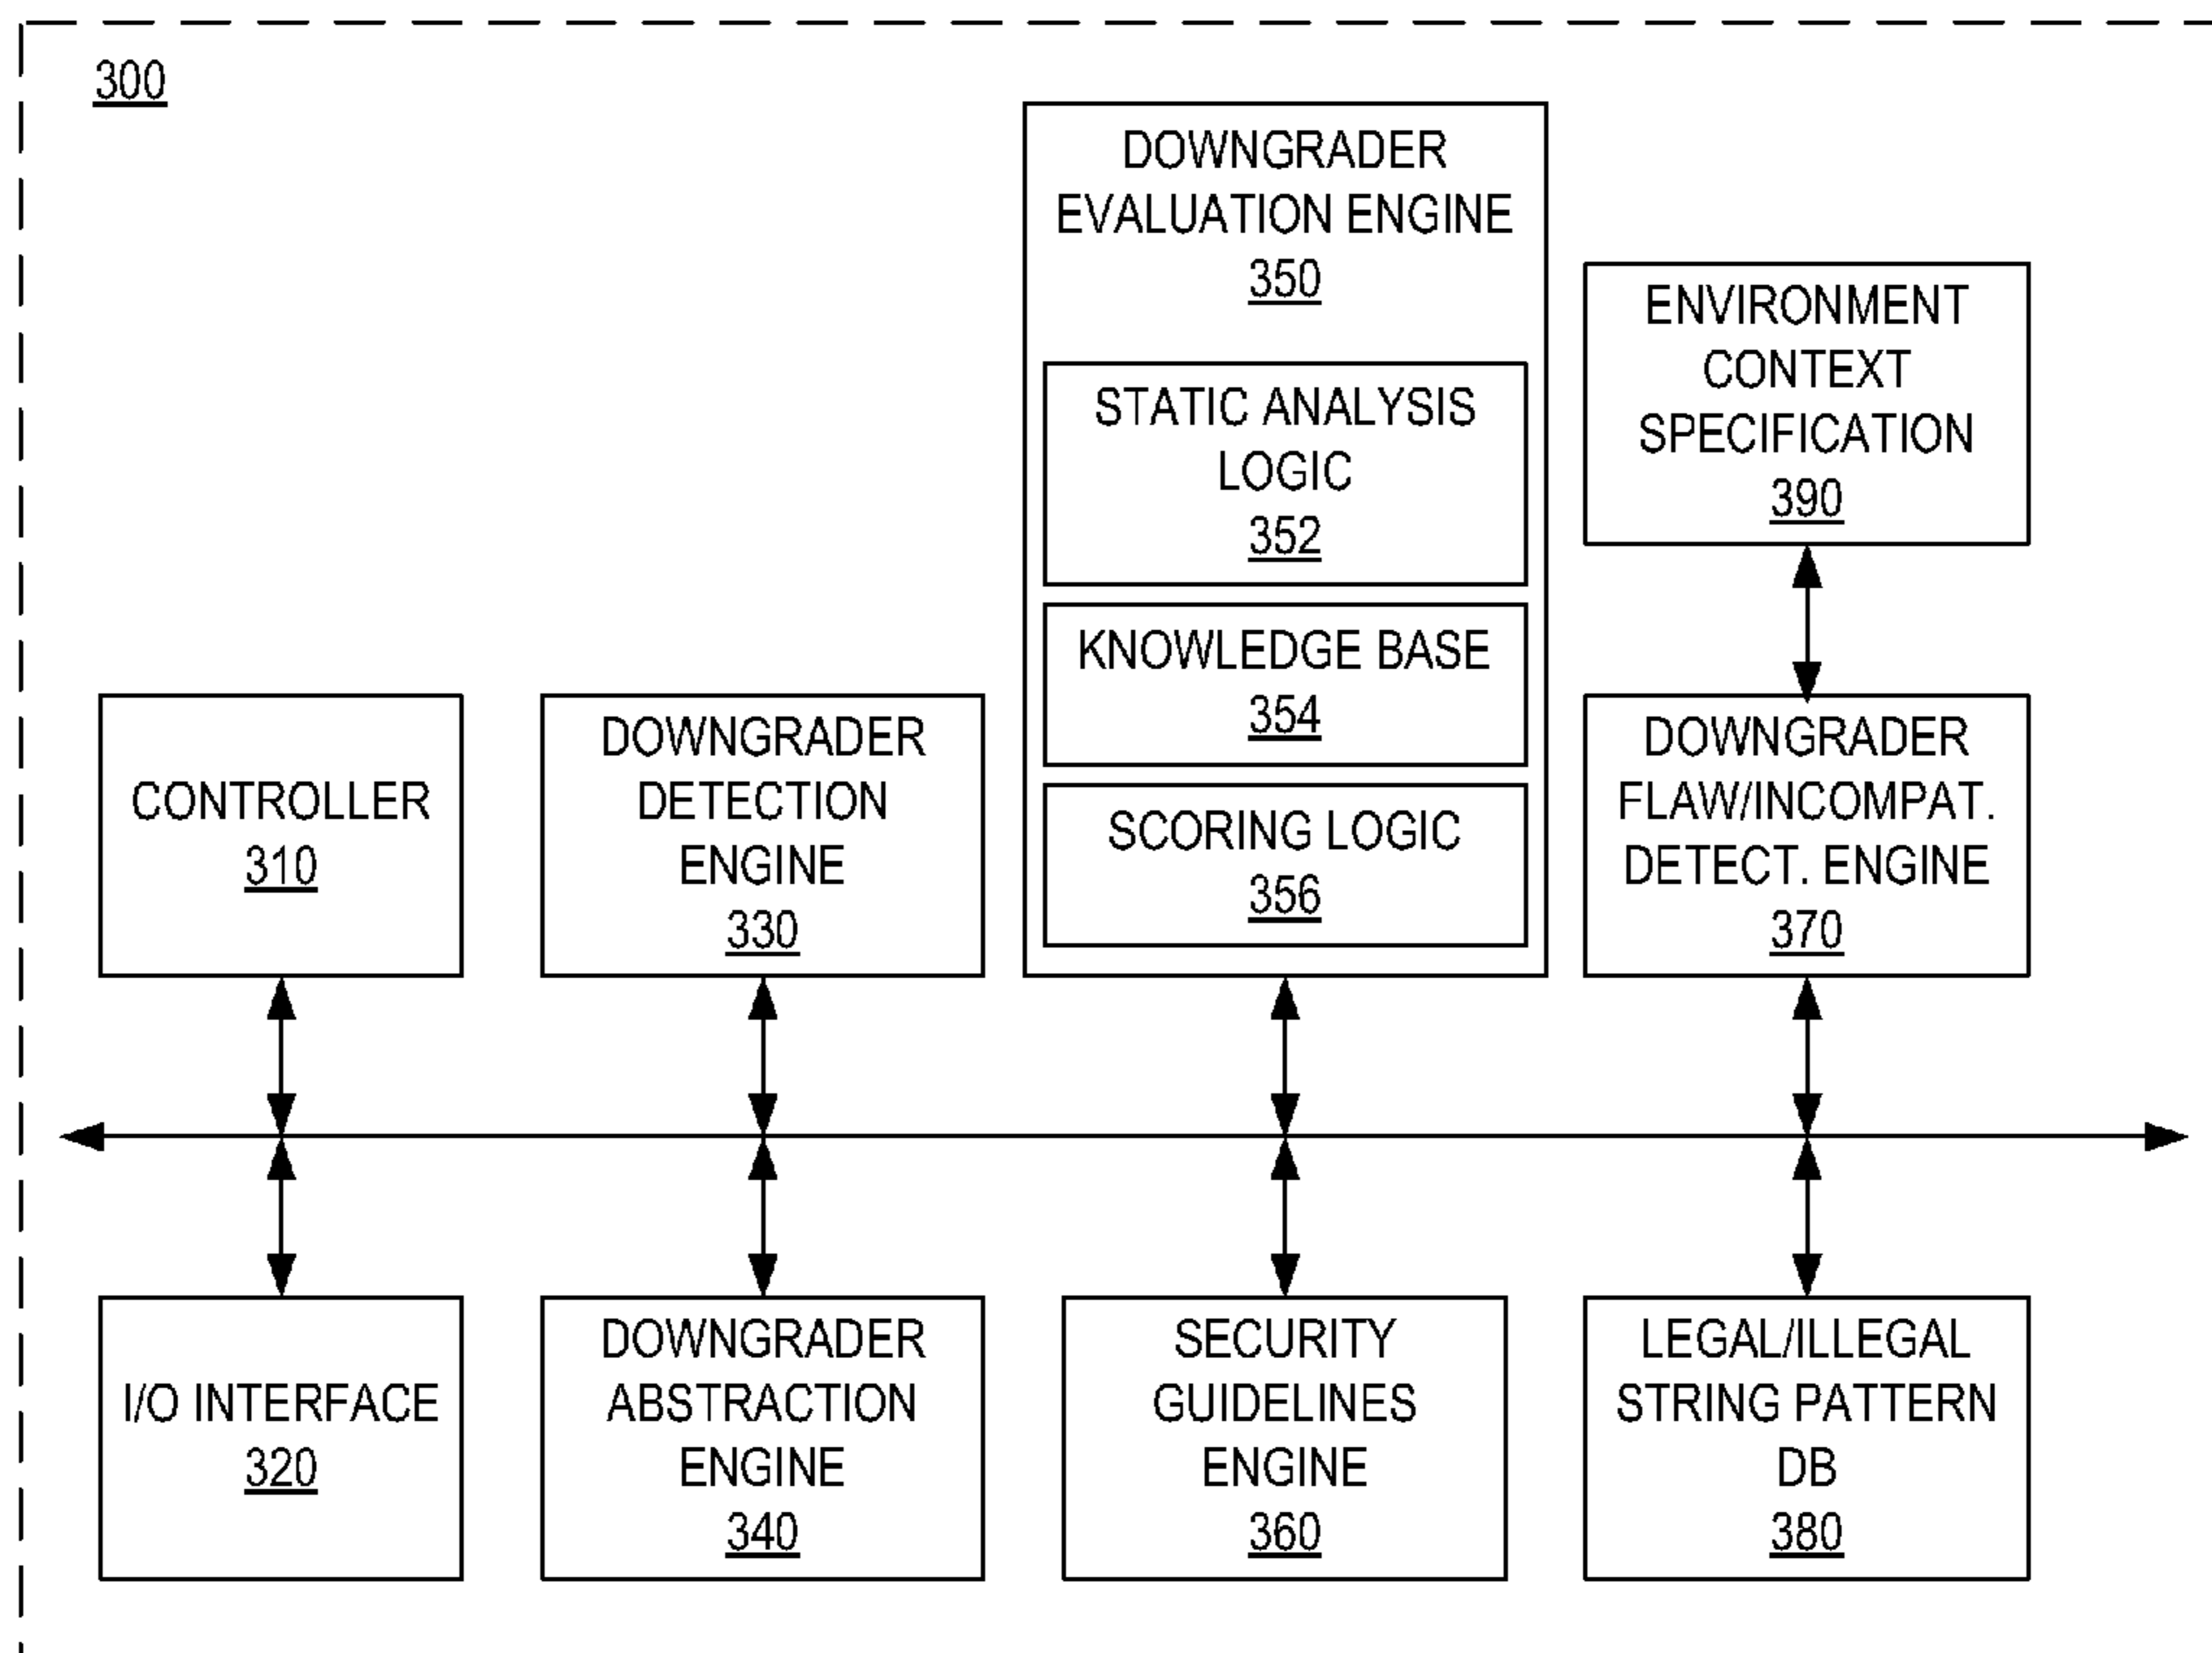 300
DOWNGRADER
EVALUATION ENGINE
350
STATIC ANALYSIS
LOGIC
352
KNOWLEDGE BASE
354
SCORING LOGIC
356
ENVIRONMENT
CONTEXT
SPECIFICATION
390
CONTROLLER
310
DOWNGRADER
DETECTION
ENGINE
330
DOWNGRADER
FLAW/INCOMPAT.
DETECT. ENGINE
370
I/O INTERFACE
320
DOWNGRADER
ABSTRACTION
ENGINE
340
SECURITY
GUIDELINES
ENGINE
360
LEGAL/ILLEGAL
STRING PATTERN
DB
380